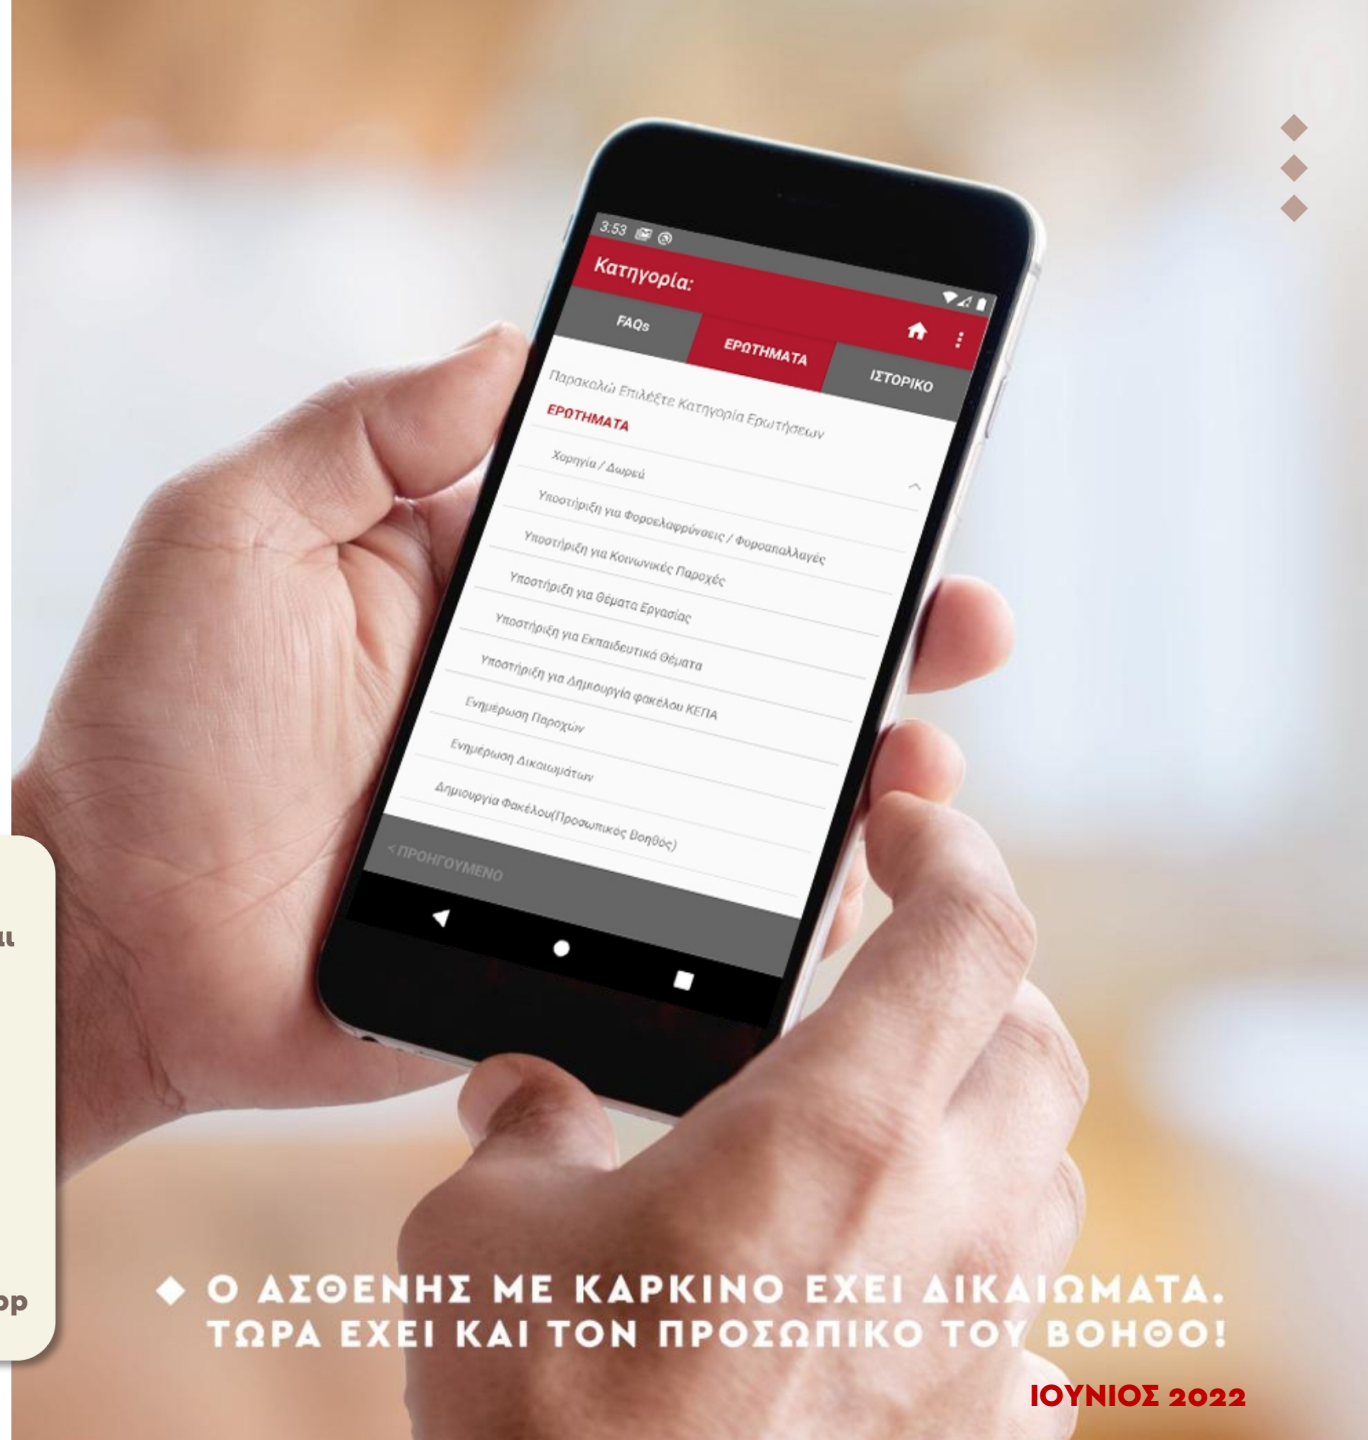 3:53
Κατηγορία:
FAQs
ΕΡΩΤΗΜΑΤΑ
ΙΣΤΟΡΙΚΟ
Παρακαλώ Επιλέξτε Κατηγορία Ερωτήσεων
ΕΡΩΤΗΜΑΤΑ
Χορηγία / Δωρεά
Υποστήριξη για Φοροελαφρύνσεις / Φοροαπαλλαγές
Υποστήριξη για Κοινωνικές Παροχές
Υποστήριξη για Θέματα Εργασίας
Υποστήριξη για Εκπαιδευτικά Θέματα
Υποστήριξη για Δημιουργία φακέλου ΚΕΠΑ
Ενημέρωση Παροχών
Ενημέρωση Δικαιωμάτων
Δημιουργία Φακέλου(Προσωπικός Βοηθός)
< ΠΡΟΗΓΟΥΜΕΝΟ
Ο ΑΣΘΕΝΗΣ ΜΕ ΚΑΡΚΙΝΟ ΕΧΕΙ ΔΙΚΑΙΩΜΑΤΑ.
ΤΩΡΑ ΕΧΕΙ ΚΑΙ ΤΟΝ ΠΡΟΣΩΠΙΚΟ ΤΟΥ ΒΟΗΘΟ!
ΙΟΥΝΙΟΣ 2022